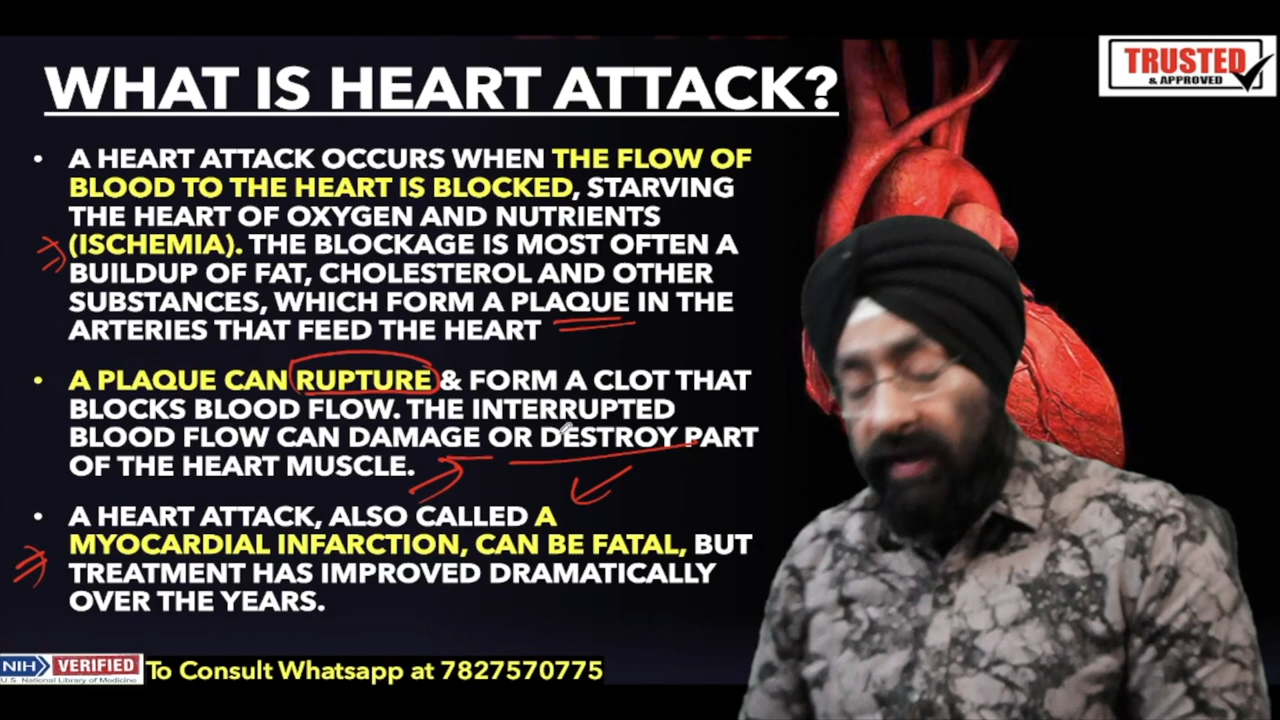 WHAT IS HEART ATTACK?
TRUSTED
& APPROVED
• A HEART ATTACK OCCURS WHEN THE FLOW OF
BLOOD TO THE HEART IS BLOCKED, STARVING
THE HEART OF OXYGEN AND NUTRIENTS
(ISCHEMIA). THE BLOCKAGE IS MOST OFTEN A
BUILDUP OF FAT, CHOLESTEROL AND OTHER
SUBSTANCES, WHICH FORM A PLAQUE IN THE
ARTERIES THAT FEED THE HEART
• A PLAQUE CAN RUPTURE & FORM A CLOT THAT
BLOCKS BLOOD FLOW. THE INTERRUPTED
BLOOD FLOW CAN DAMAGE OR DESTROY PART
OF THE HEART MUSCLE.
• A HEART ATTACK, ALSO CALLED A
MYOCARDIAL INFARCTION, CAN BE FATAL, BUT
TREATMENT HAS IMPROVED DRAMATICALLY
OVER THE YEARS.
NIH VERIFIED
U.S. National Library of Medicine
To Consult Whatsapp at 7827570775